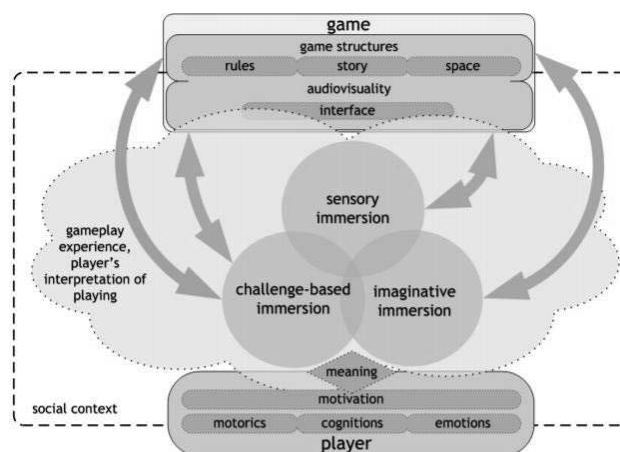 game
game structures
rules story space
audiovisuality
interface
sensory
immersion
gameplay
experience,
player's
interpretation of
playing
challenge-based
immersion
imaginative
immersion
meaning
social context
motivation
motorics cognitions emotions
player